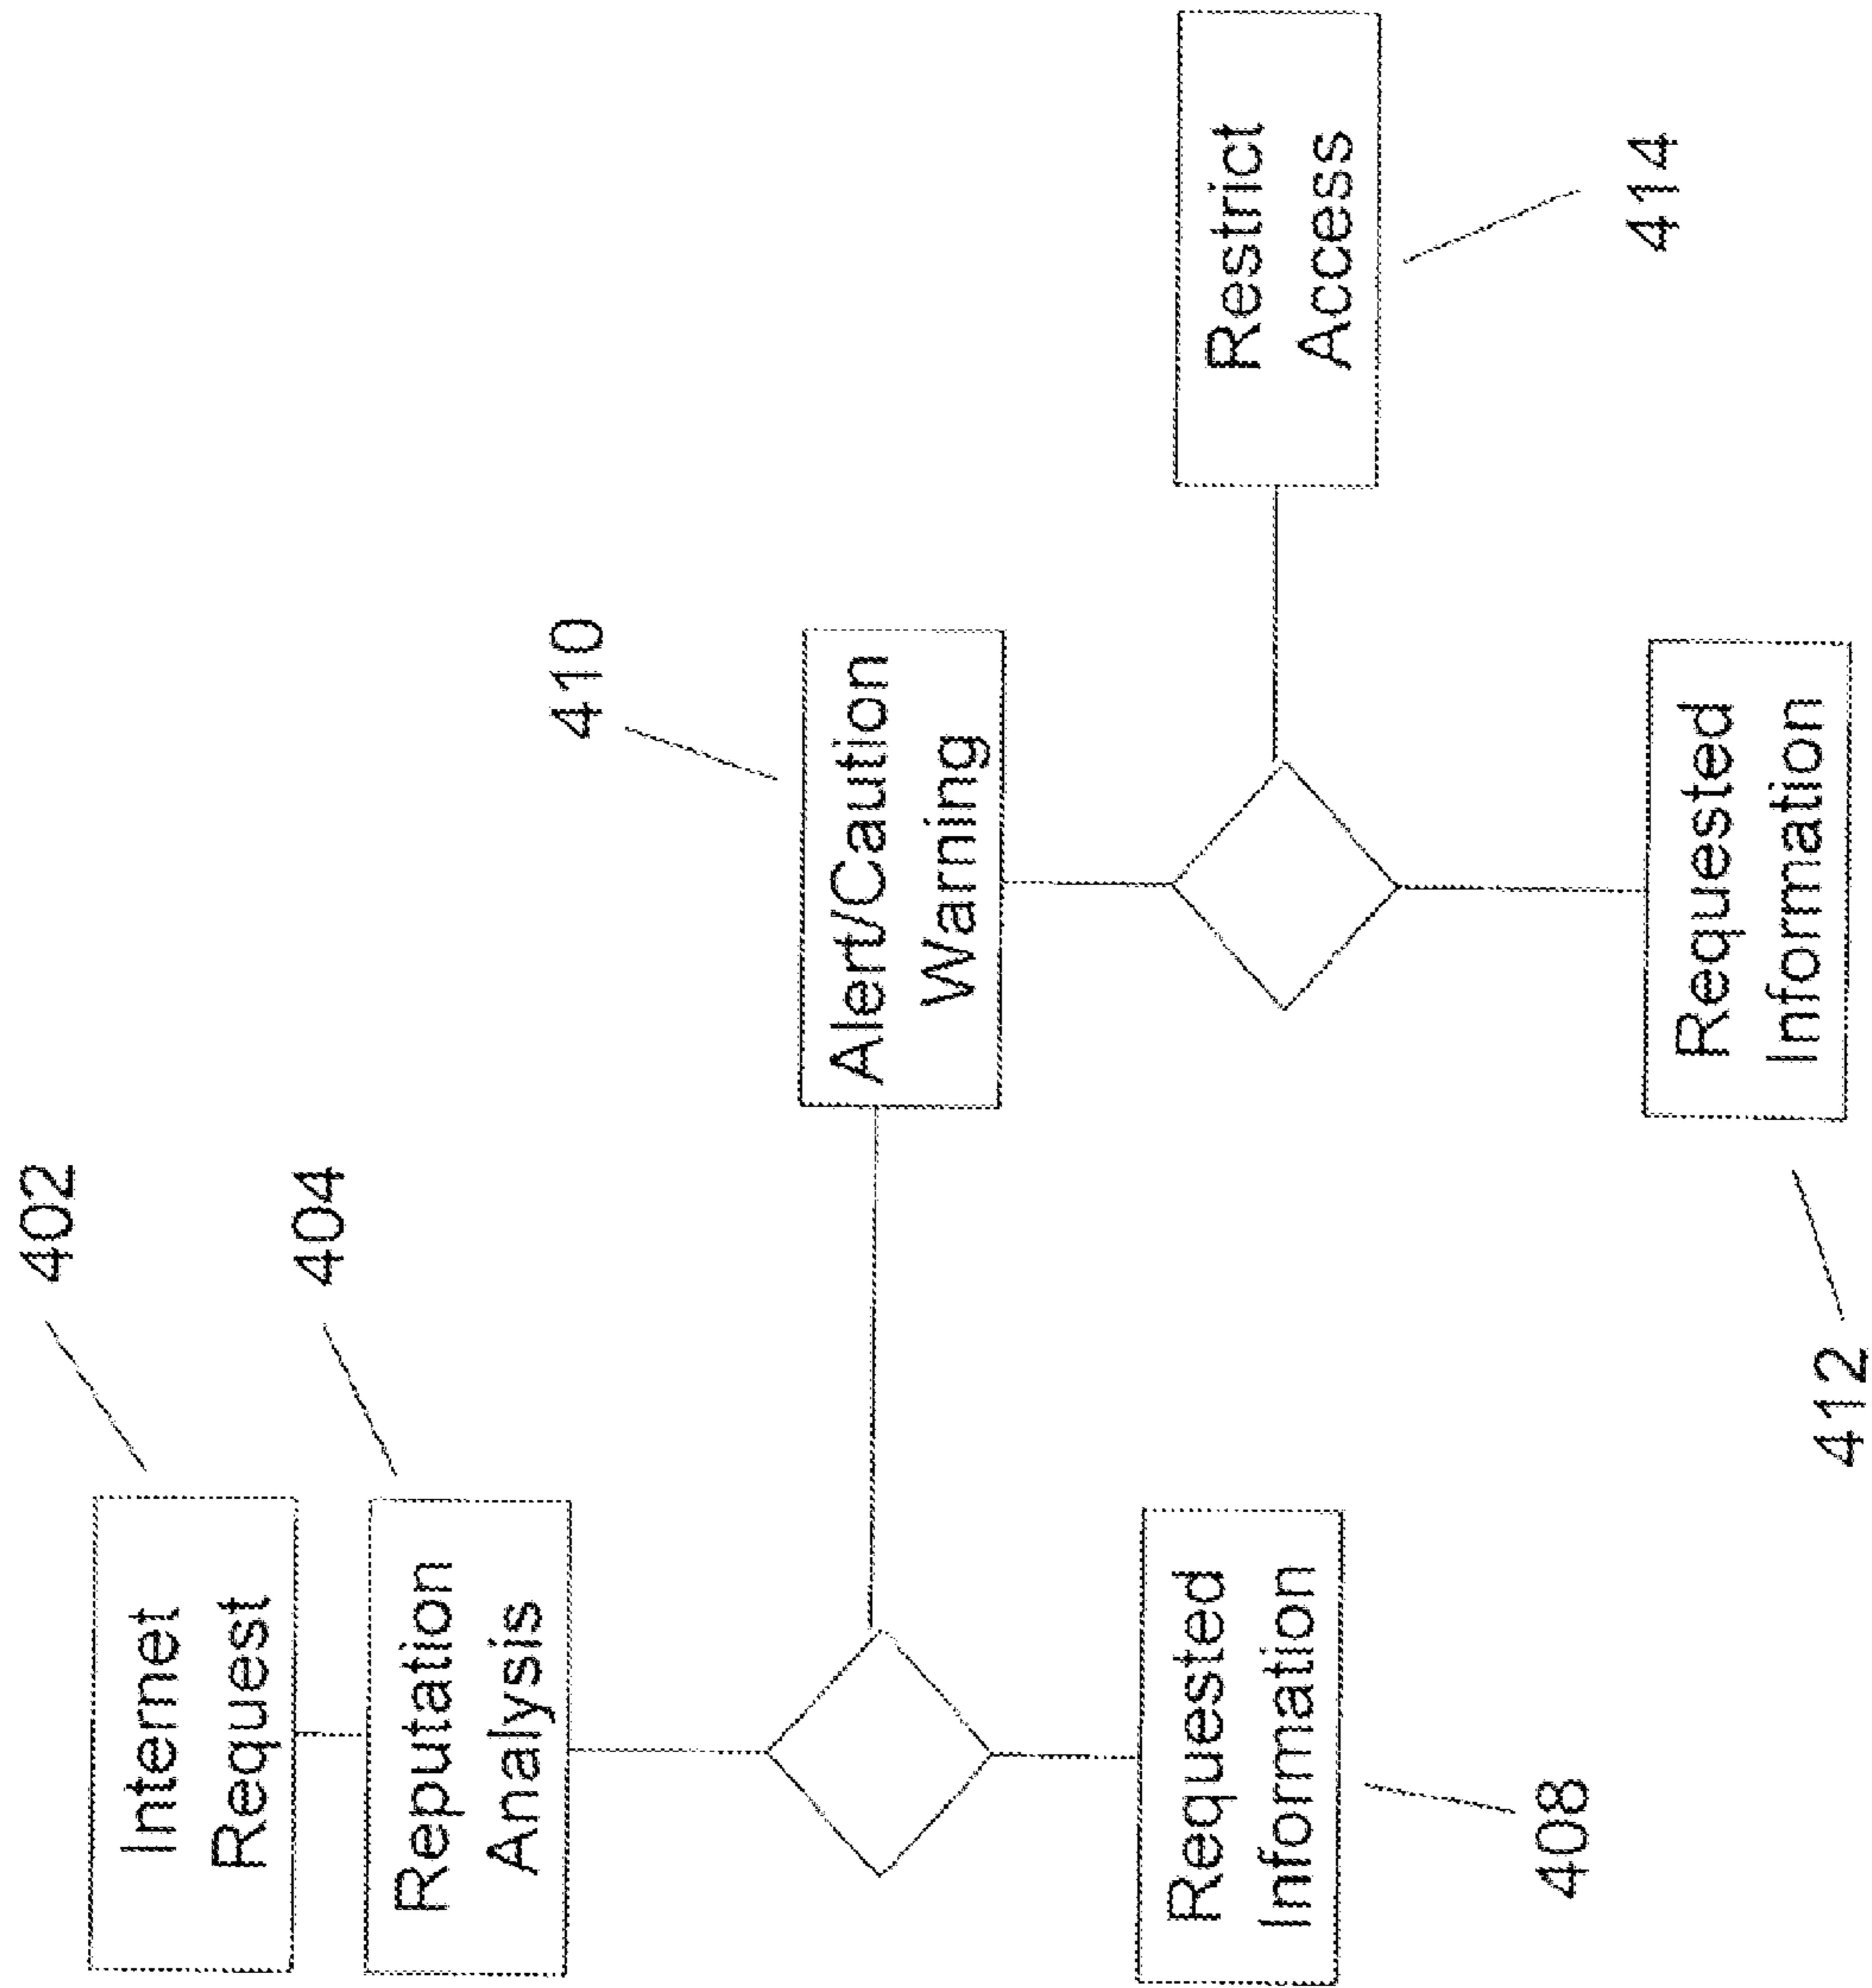 402
Internet
Request
404
Reputation
Analysis
410
Alert/Caution
Warning
408
Requested
Information
412
Requested
Information
Restrict
Access
414